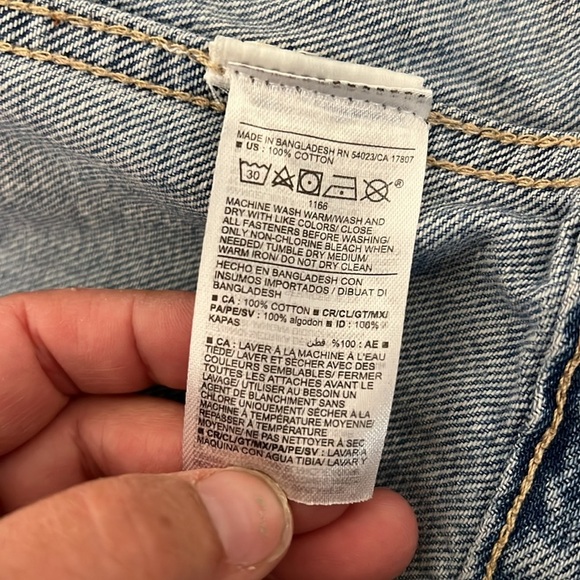 MADE IN BANGLADESH RN 54023/CA 17807
■ US : 100% COTTON
30
®
1166
MACHINE WASH WARM/WASH AND
DRY WITH LIKE COLORS/ CLOSE
ALL FASTENERS BEFORE WASHING/
ONLY NON-CHLORINE BLEACH WHEN
NEEDED/ TUMBLE DRY MEDIUM/
WARM IRON/ DO NOT DRY CLEAN
HECHO EN BANGLADESH CON
INSUMOS IMPORTADOS / DIBUAT DI
BANGLADESH
■ CA : 100% COTTON ■ CR/CL/GT/MX/
PA/PE/SV : 100% algodon ■ ID : 100%
KAPAS
■ AE : 100% قطن
■ CA : LAVER À LA MACHINE À L'EAU
TIÈDE/ LAVER ET SÉCHER AVEC DES
COULEURS SEMBLABLES/ FERMER
TOUTES LES ATTACHES AVANT LE
LAVAGE/ UTILISER AU BESOIN UN
AGENT DE BLANCHIMENT SANS
CHLORE UNIQUEMENT/ SÉCHER À LA
MACHINE À TEMPÉRATURE MOYENNE/
REPASSER À TEMPÉRATURE
MOYENNE/ NE PAS NETTOYER À SEC
■ CR/CL/GT/MX/PA/PE/SV : LAVAR A
MAQUINA CON AGUA TIBIA/ LAVAR Y